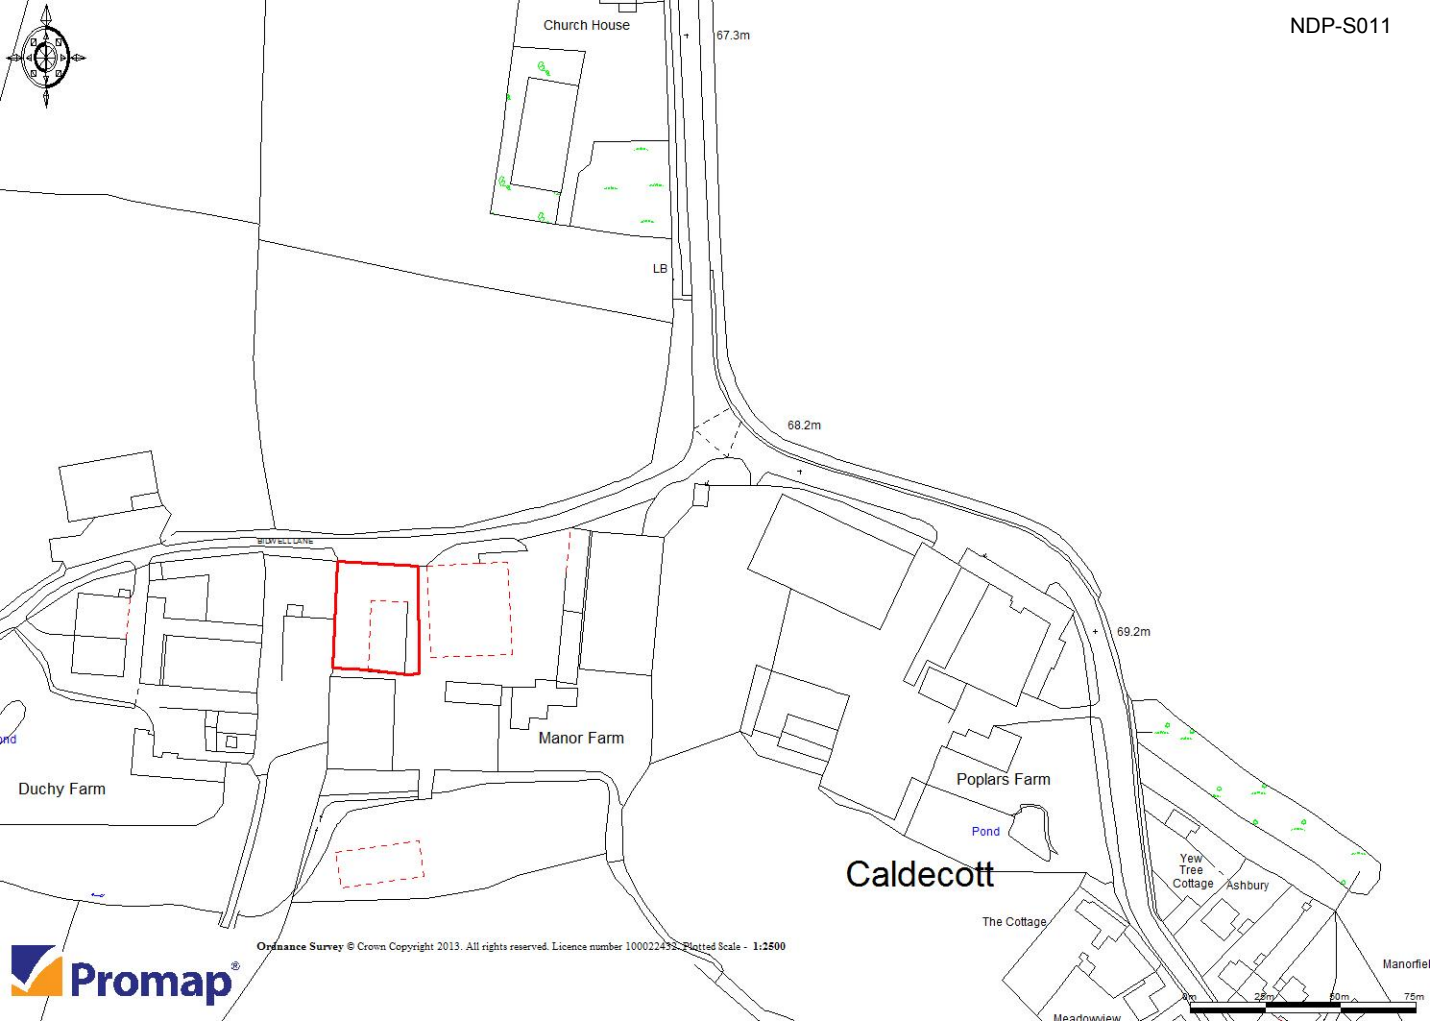 Church House
67.3m
NDP-S011
LB
68.2m
BIDWELL LANE
69.2m
Manor Farm
Duchy Farm
Poplars Farm
Pond
Caldecott
Yew
Tree
Cottage
Ashbury
The Cottage
Ordnance Survey © Crown Copyright 2013. All rights reserved. Licence number 100022432. Plotted Scale - 1:2500
Promap®
Manorfiel
0m 25m 50m 75m
Meadowview